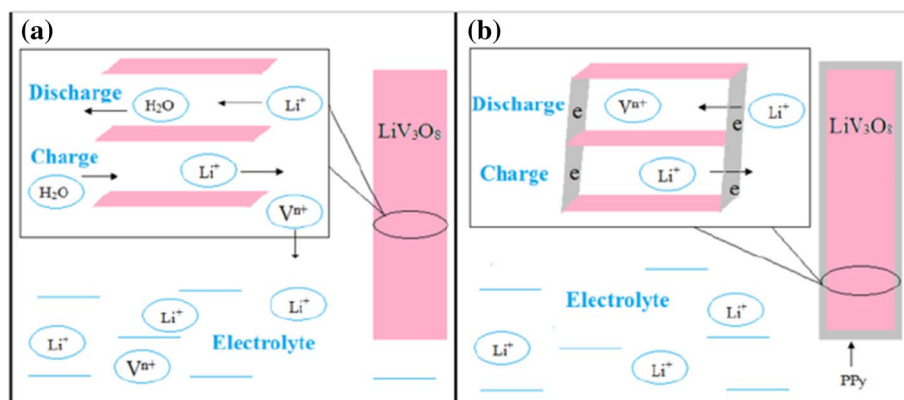 (a)
Discharge
H₂O
Li⁺
Charge
Li⁺
H₂O
Vⁿ⁺
LiV₃O₈
Li⁺
Li⁺
Li⁺
Electrolyte
Vⁿ⁺
(b)
Discharge
e
Vⁿ⁺
e
Li⁺
Charge
e
Li⁺
e
LiV₃O₈
Electrolyte
Li⁺
Li⁺
Li⁺
PPy